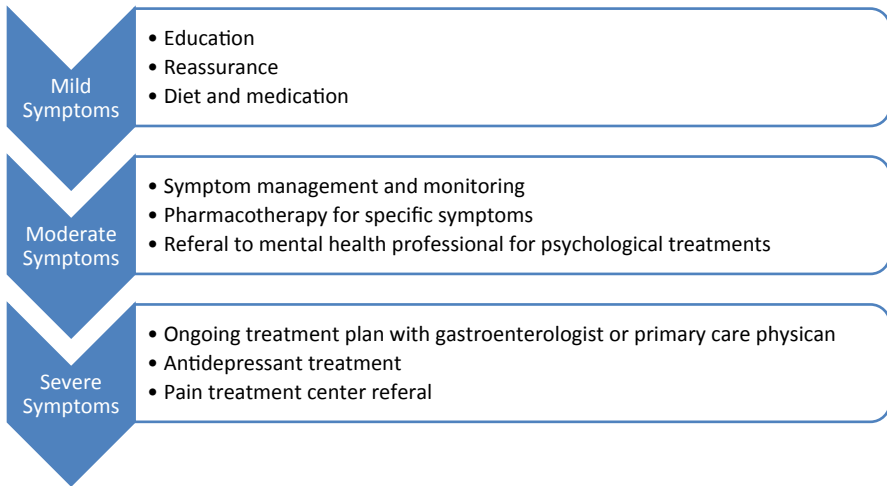 Mild
Symptoms
• Education
• Reassurance
• Diet and medication
Moderate
Symptoms
• Symptom management and monitoring
• Pharmacotherapy for specific symptoms
• Referal to mental health professional for psychological treatments
Severe
Symptoms
• Ongoing treatment plan with gastroenterologist or primary care physican
• Antidepressant treatment
• Pain treatment center referral